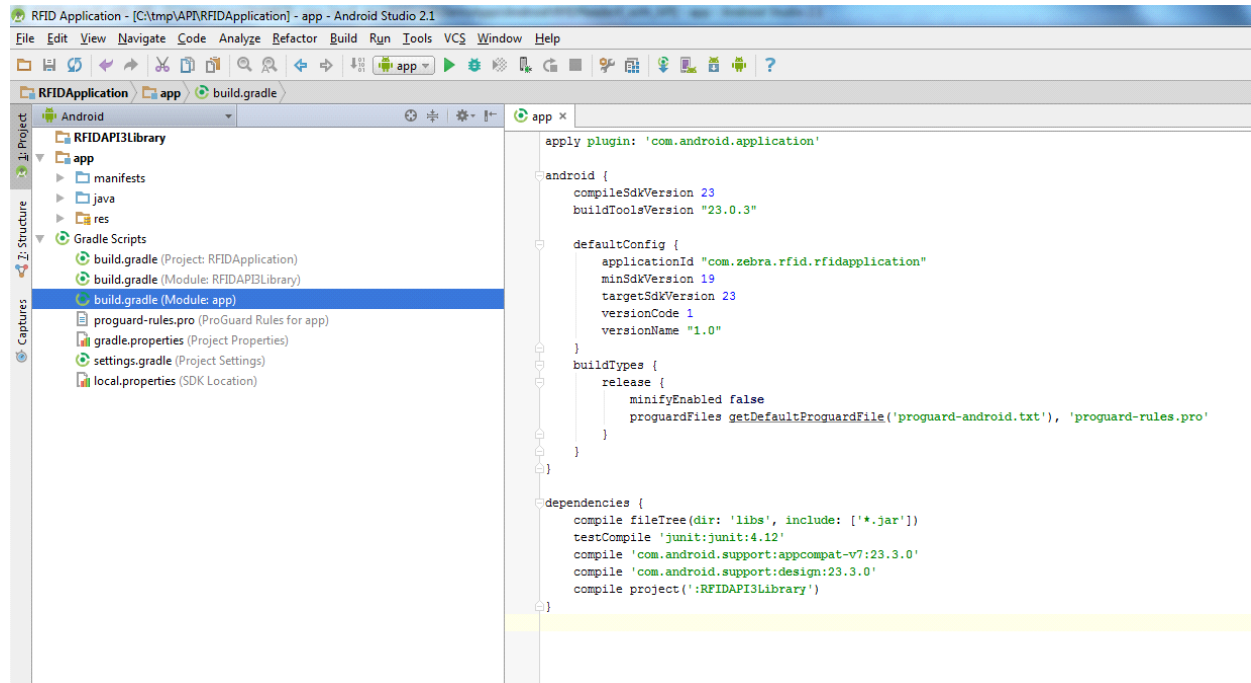 RFID Application - [C:\tmp\API\RFIDApplication] - app - Android Studio 2.1
File Edit View Navigate Code Analyze Refactor Build Run Tools VCS Window Help
app
RFIDApplication app build.gradle
1: Project
Z: Structure
Captures
Android
RFIDAPI3Library
app
manifests
java
res
Gradle Scripts
build.gradle (Project: RFIDApplication)
build.gradle (Module: RFIDAPI3Library)
build.gradle (Module: app)
proguard-rules.pro (ProGuard Rules for app)
gradle.properties (Project Properties)
settings.gradle (Project Settings)
local.properties (SDK Location)
app
apply plugin: 'com.android.application'
android {
compileSdkVersion 23
buildToolsVersion "23.0.3"
defaultConfig {
applicationId "com.zebra.rfid.rfidapplication"
minSdkVersion 19
targetSdkVersion 23
versionCode 1
versionName "1.0"
}
buildTypes {
release {
minifyEnabled false
proguardFiles getDefaultProguardFile('proguard-android.txt'), 'proguard-rules.pro'
}
}
}
dependencies {
compile fileTree(dir: 'libs', include: ['*.jar'])
testCompile 'junit:junit:4.12'
compile 'com.android.support:appcompat-v7:23.3.0'
compile 'com.android.support:design:23.3.0'
compile project(':RFIDAPI3Library')
}